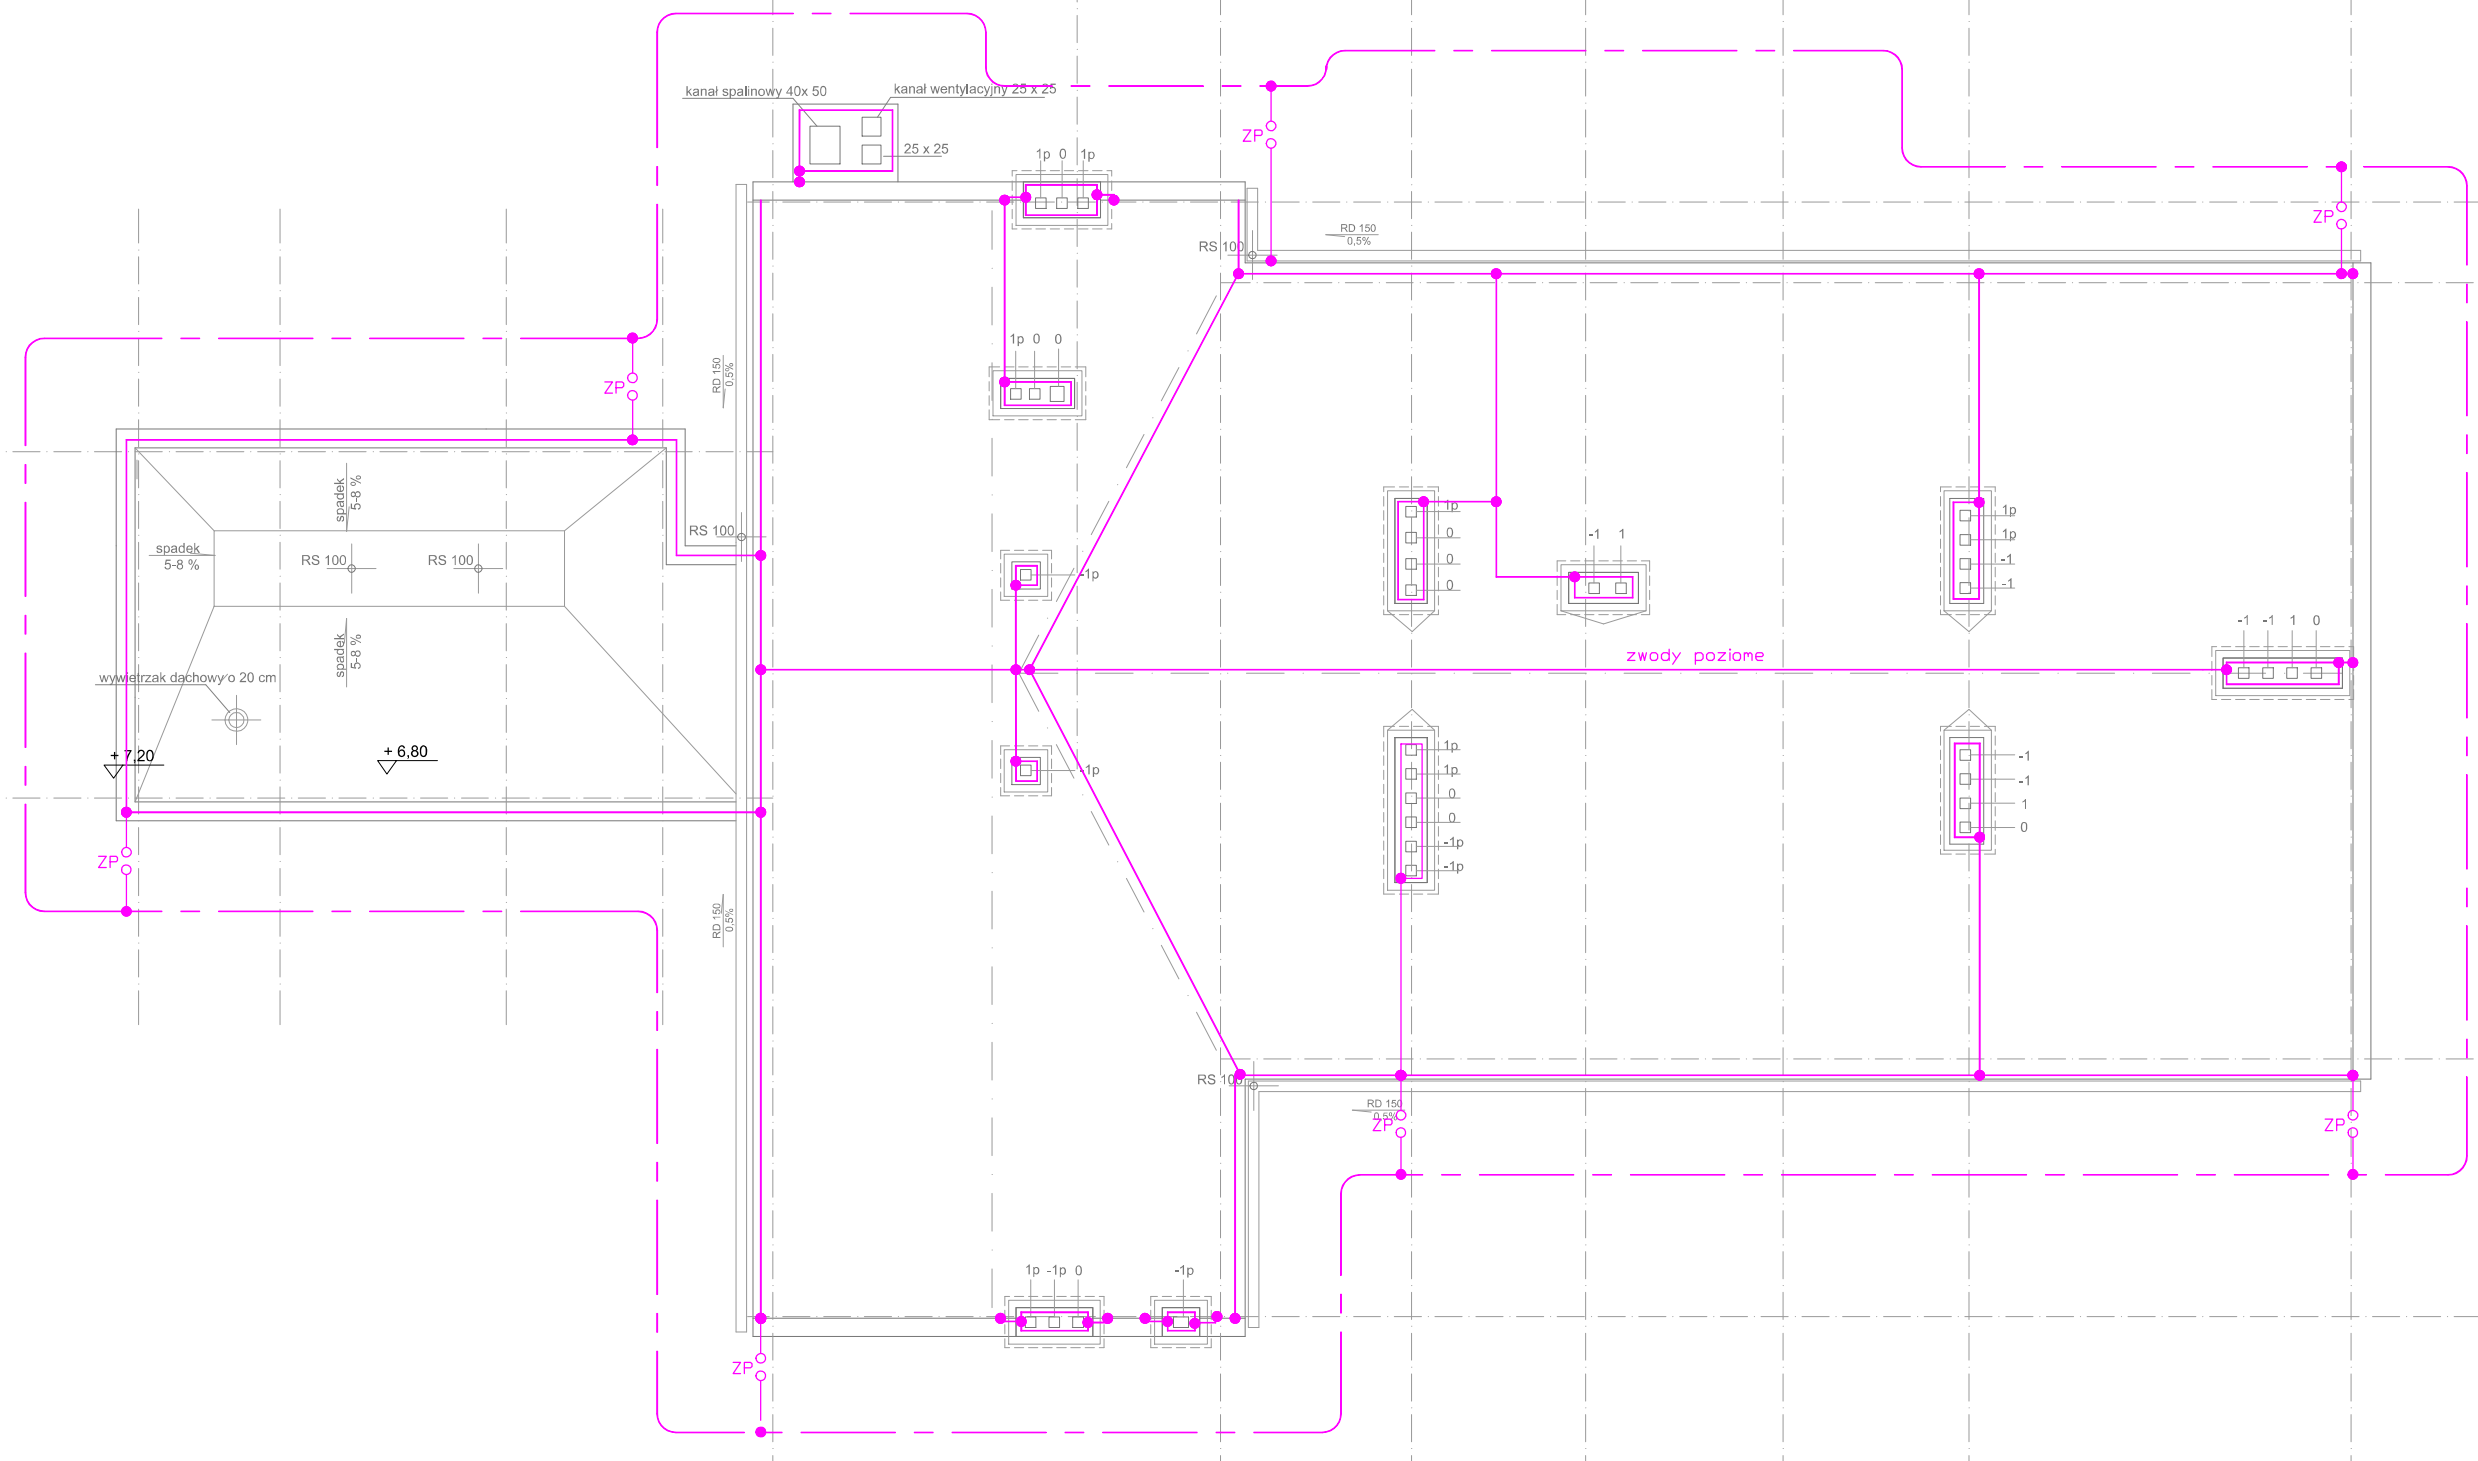 kanał spalinowy 40x 50
kanał wentylacyjny 25 x 25
25 x 25
ZP
1p 0 1p
ZP
RD 150
0,5%
RS 100
1p 0 0
RD 150
0,5%
ZP
spadek
5-8 %
RS 100
1p
0
0
0
-1 1
1p
1p
-1
-1
spadek
5-8 %
RS 100
RS 100
-1p
-1 -1 1 0
spadek
5-8 %
zwody poziome
wywietrzak dachowy o 20 cm
+ 7,20
+ 6,80
-1p
1p
1p
0
0
-1p
-1p
-1
-1
1
0
ZP
RD 150
0,5%
RS 100
RD 150
0,5%
ZP
ZP
1p -1p 0
-1p
ZP